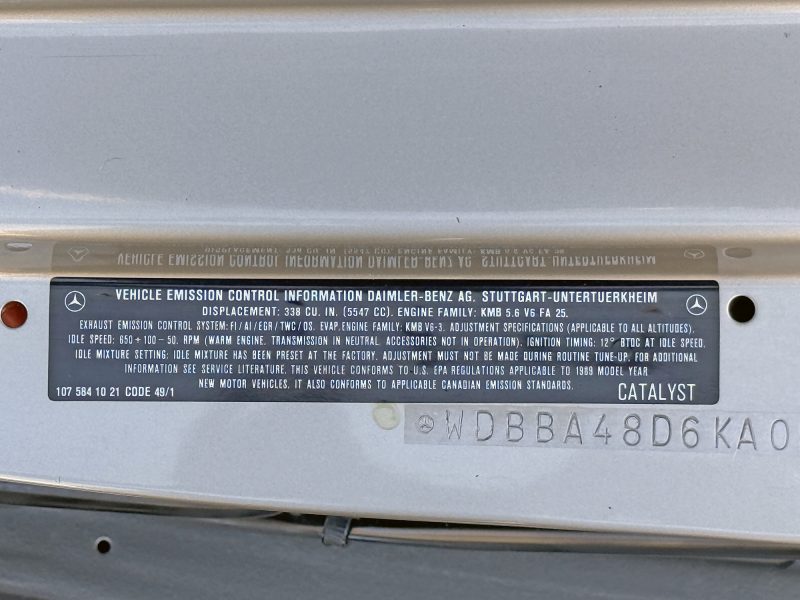 VEHICLE EMISSION CONTROL INFORMATION DAIMLER-BENZ AG. STUTTGART-UNTERTUERKHEIM
DISPLACEMENT: 338 CU. IN. (5547 CC). ENGINE FAMILY: KMB 5.6 V6 FA 25.
EXHAUST EMISSION CONTROL SYSTEM: FI / AI / EGR / TWC / OS. EVAP. ENGINE FAMILY: KMB V6-3. ADJUSTMENT SPECIFICATIONS (APPLICABLE TO ALL ALTITUDES).
IDLE SPEED: 650 + 100 - 50. RPM (WARM ENGINE. TRANSMISSION IN NEUTRAL. ACCESSORIES NOT IN OPERATION). IGNITION TIMING: 12° BTDC AT IDLE SPEED.
IDLE MIXTURE SETTING: IDLE MIXTURE HAS BEEN PRESET AT THE FACTORY. ADJUSTMENT MUST NOT BE MADE DURING ROUTINE TUNE-UP. FOR ADDITIONAL
INFORMATION SEE SERVICE LITERATURE. THIS VEHICLE CONFORMS TO U.S. EPA REGULATIONS APPLICABLE TO 1989 MODEL YEAR
NEW MOTOR VEHICLES. IT ALSO CONFORMS TO APPLICABLE CANADIAN EMISSION STANDARDS.
107 584 10 21 CODE 49/1 CATALYST
WDBBA48D6KA0